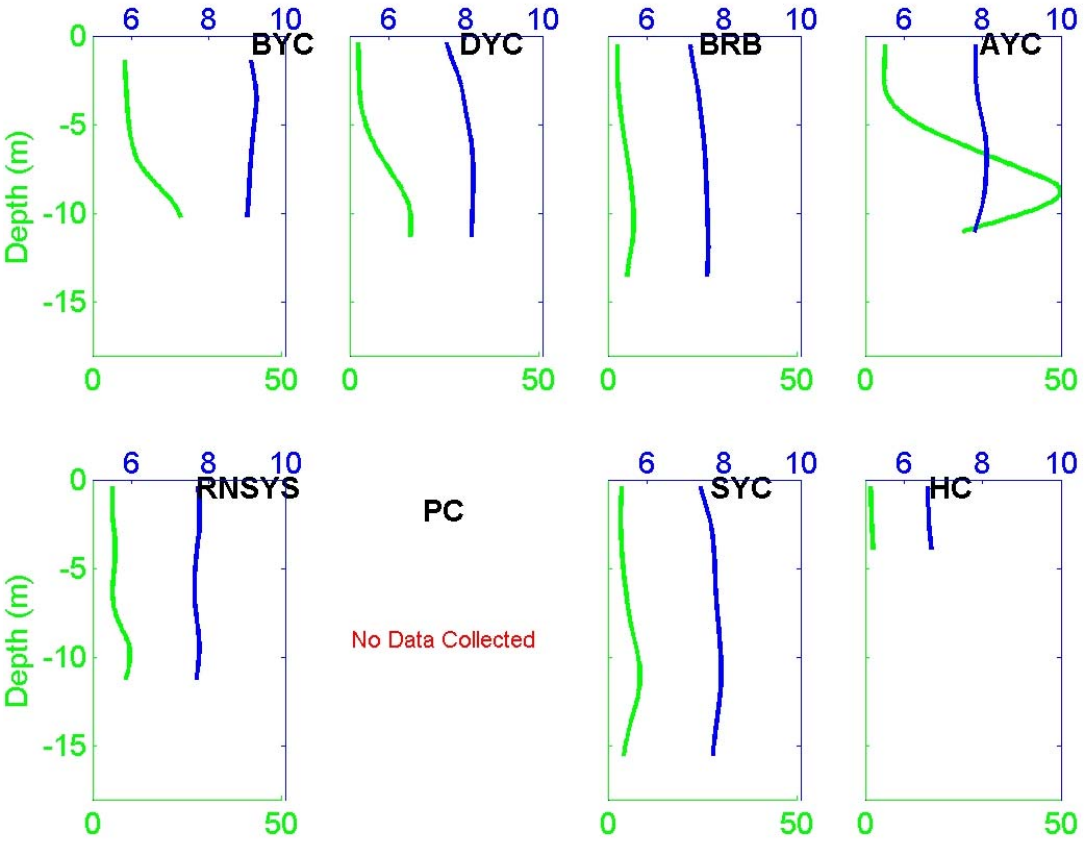 6 8 10 6 8 10 6 8 10 6 8 10
0 BYC DYC BRB AYC
-5
Depth (m)
-10
-15
0 50 0 50 0 50 0 50
6 8 10 6 8 10 6 8 10
0 RNSYS SYC HC
PC
-5
Depth (m)
No Data Collected
-10
-15
0 50 0 50 0 50